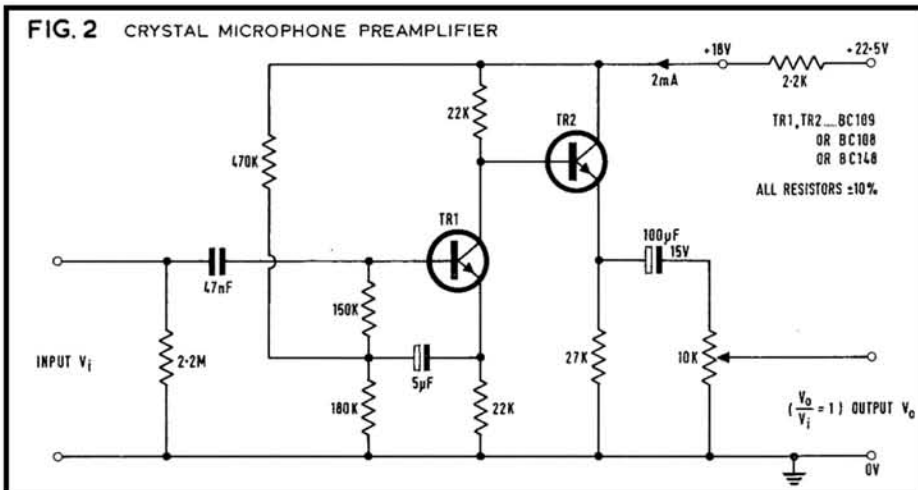 FIG. 2 CRYSTAL MICROPHONE PREAMPLIFIER
+18V
+22·5V
2mA
2·2K
22K
TR2
TR1,TR2.....BC109
OR BC108
OR BC148
470K
ALL RESISTORS ±10%
TR1
100µF
15V
47nF
150K
INPUT Vi
2·2M
5µF
27K
10K
180K
22K
(Vo/Vi = 1) OUTPUT Vo
0V